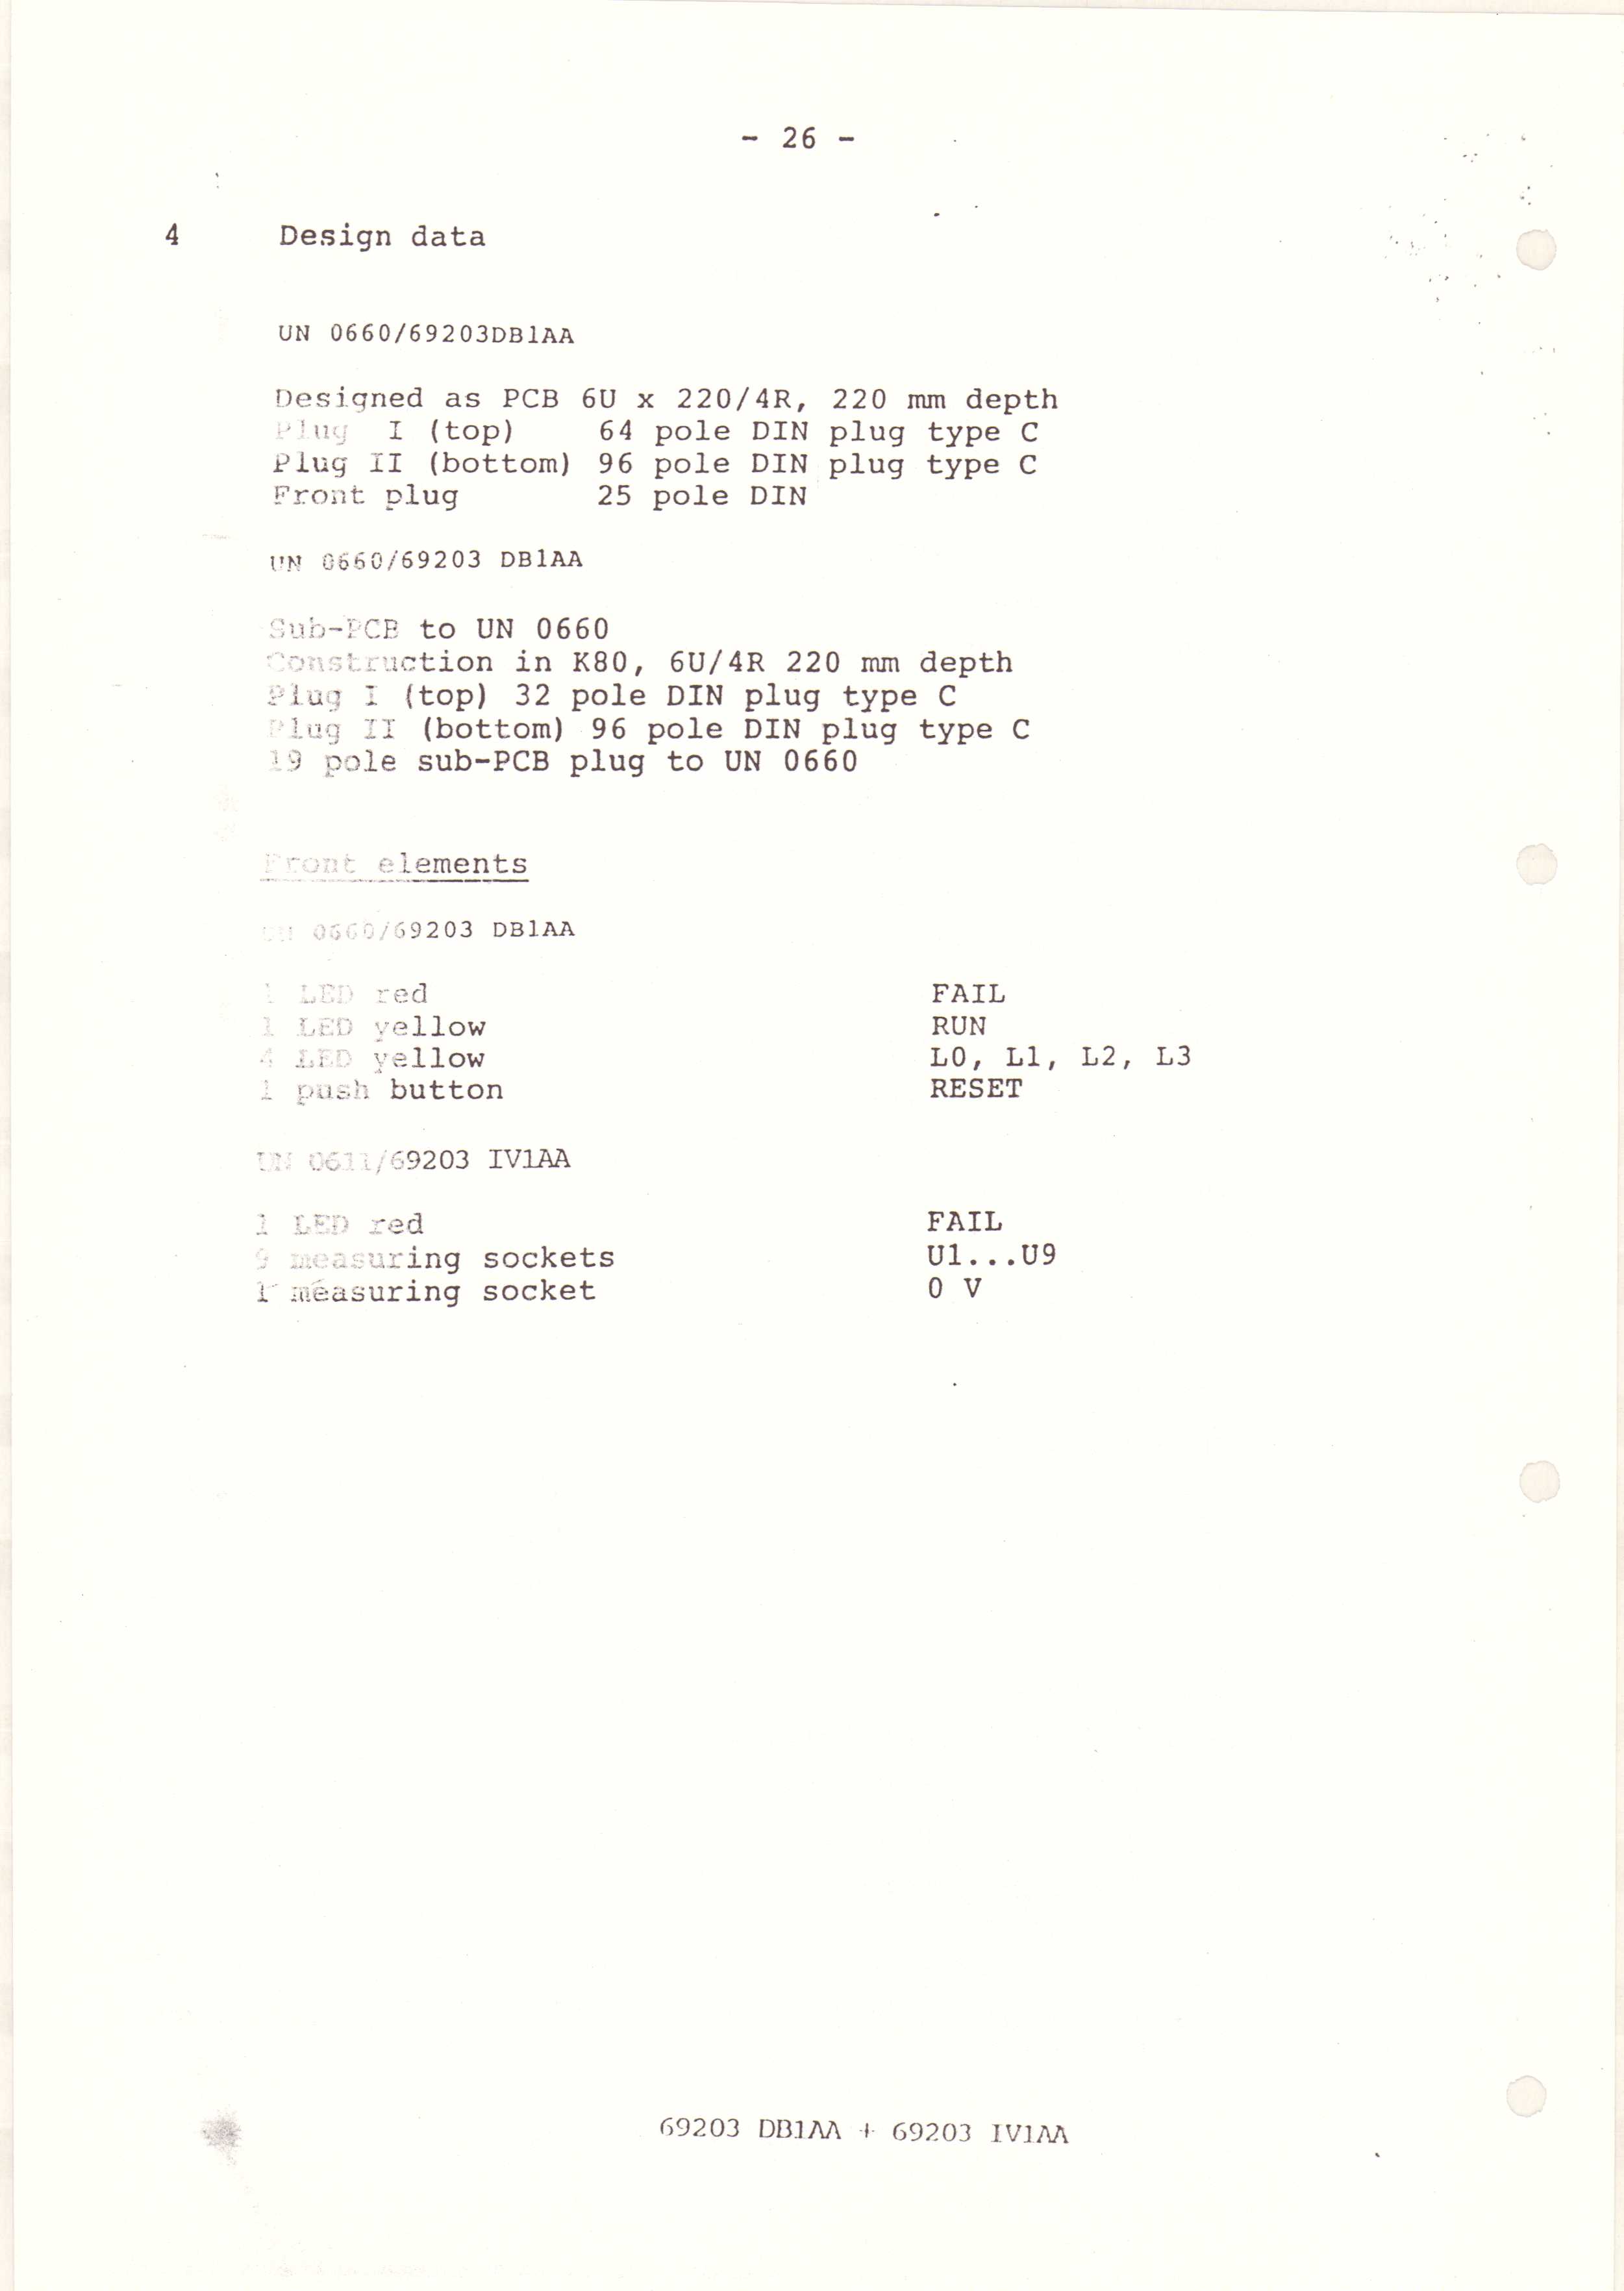 - 26 -
4 Design data
UN 0660/69203DB1AA
Designed as PCB 6U x 220/4R, 220 mm depth
Plug I (top) 64 pole DIN plug type C
Plug II (bottom) 96 pole DIN plug type C
Front plug 25 pole DIN
UN 0660/69203 DB1AA
Sub-PCB to UN 0660
Construction in K80, 6U/4R 220 mm depth
Plug I (top) 32 pole DIN plug type C
Plug II (bottom) 96 pole DIN plug type C
19 pole sub-PCB plug to UN 0660
Front elements
UN 0660/69203 DB1AA
1 LED red FAIL
1 LED yellow RUN
4 LED yellow L0, L1, L2, L3
1 push button RESET
UN 0611/69203 IV1AA
1 LED red FAIL
9 measuring sockets U1...U9
1 measuring socket 0 V
69203 DB1AA + 69203 IV1AA